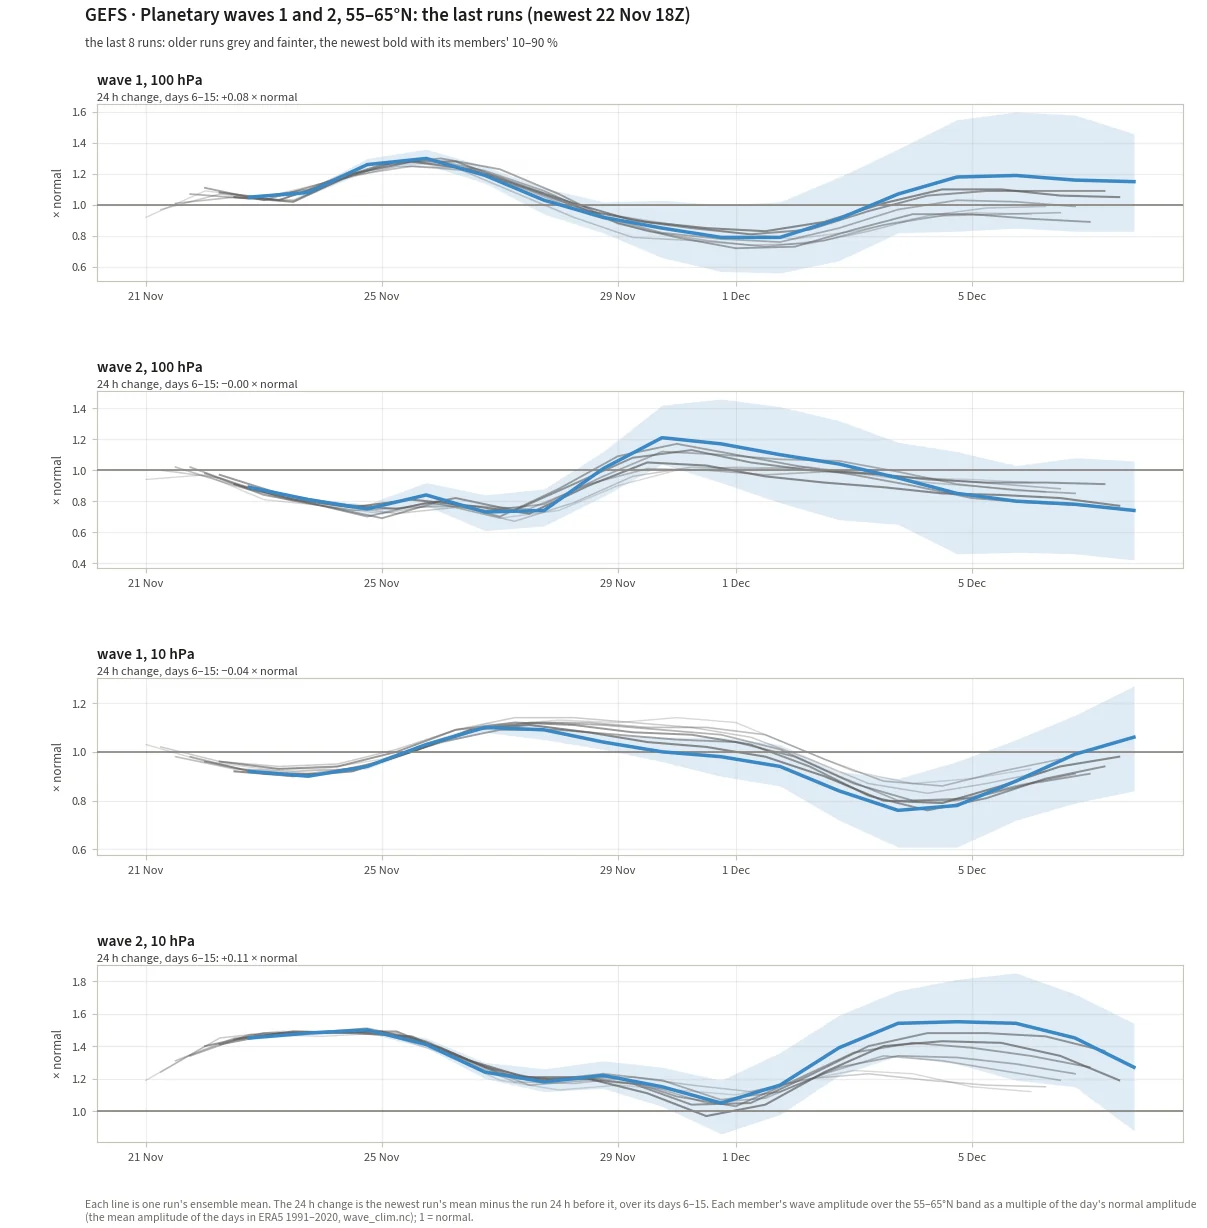 GEFS · Planetary waves 1 and 2, 55–65°N: the last runs (newest 22 Nov 18Z)
the last 8 runs: older runs grey and fainter, the newest bold with its members' 10–90 %
wave 1, 100 hPa
24 h change, days 6–15: +0.08 × normal
1.6
1.4
1.2
1.0
0.8
0.6
× normal
21 Nov
25 Nov
29 Nov
1 Dec
5 Dec
wave 2, 100 hPa
24 h change, days 6–15: −0.00 × normal
1.4
1.2
1.0
0.8
0.6
0.4
× normal
21 Nov
25 Nov
29 Nov
1 Dec
5 Dec
wave 1, 10 hPa
24 h change, days 6–15: −0.04 × normal
1.2
1.0
0.8
0.6
× normal
21 Nov
25 Nov
29 Nov
1 Dec
5 Dec
wave 2, 10 hPa
24 h change, days 6–15: +0.11 × normal
1.8
1.6
1.4
1.2
1.0
× normal
21 Nov
25 Nov
29 Nov
1 Dec
5 Dec
Each line is one run's ensemble mean. The 24 h change is the newest run's mean minus the run 24 h before it, over its days 6–15. Each member's wave amplitude over the 55–65°N band as a multiple of the day's normal amplitude
(the mean amplitude of the days in ERA5 1991–2020, wave_clim.nc); 1 = normal.